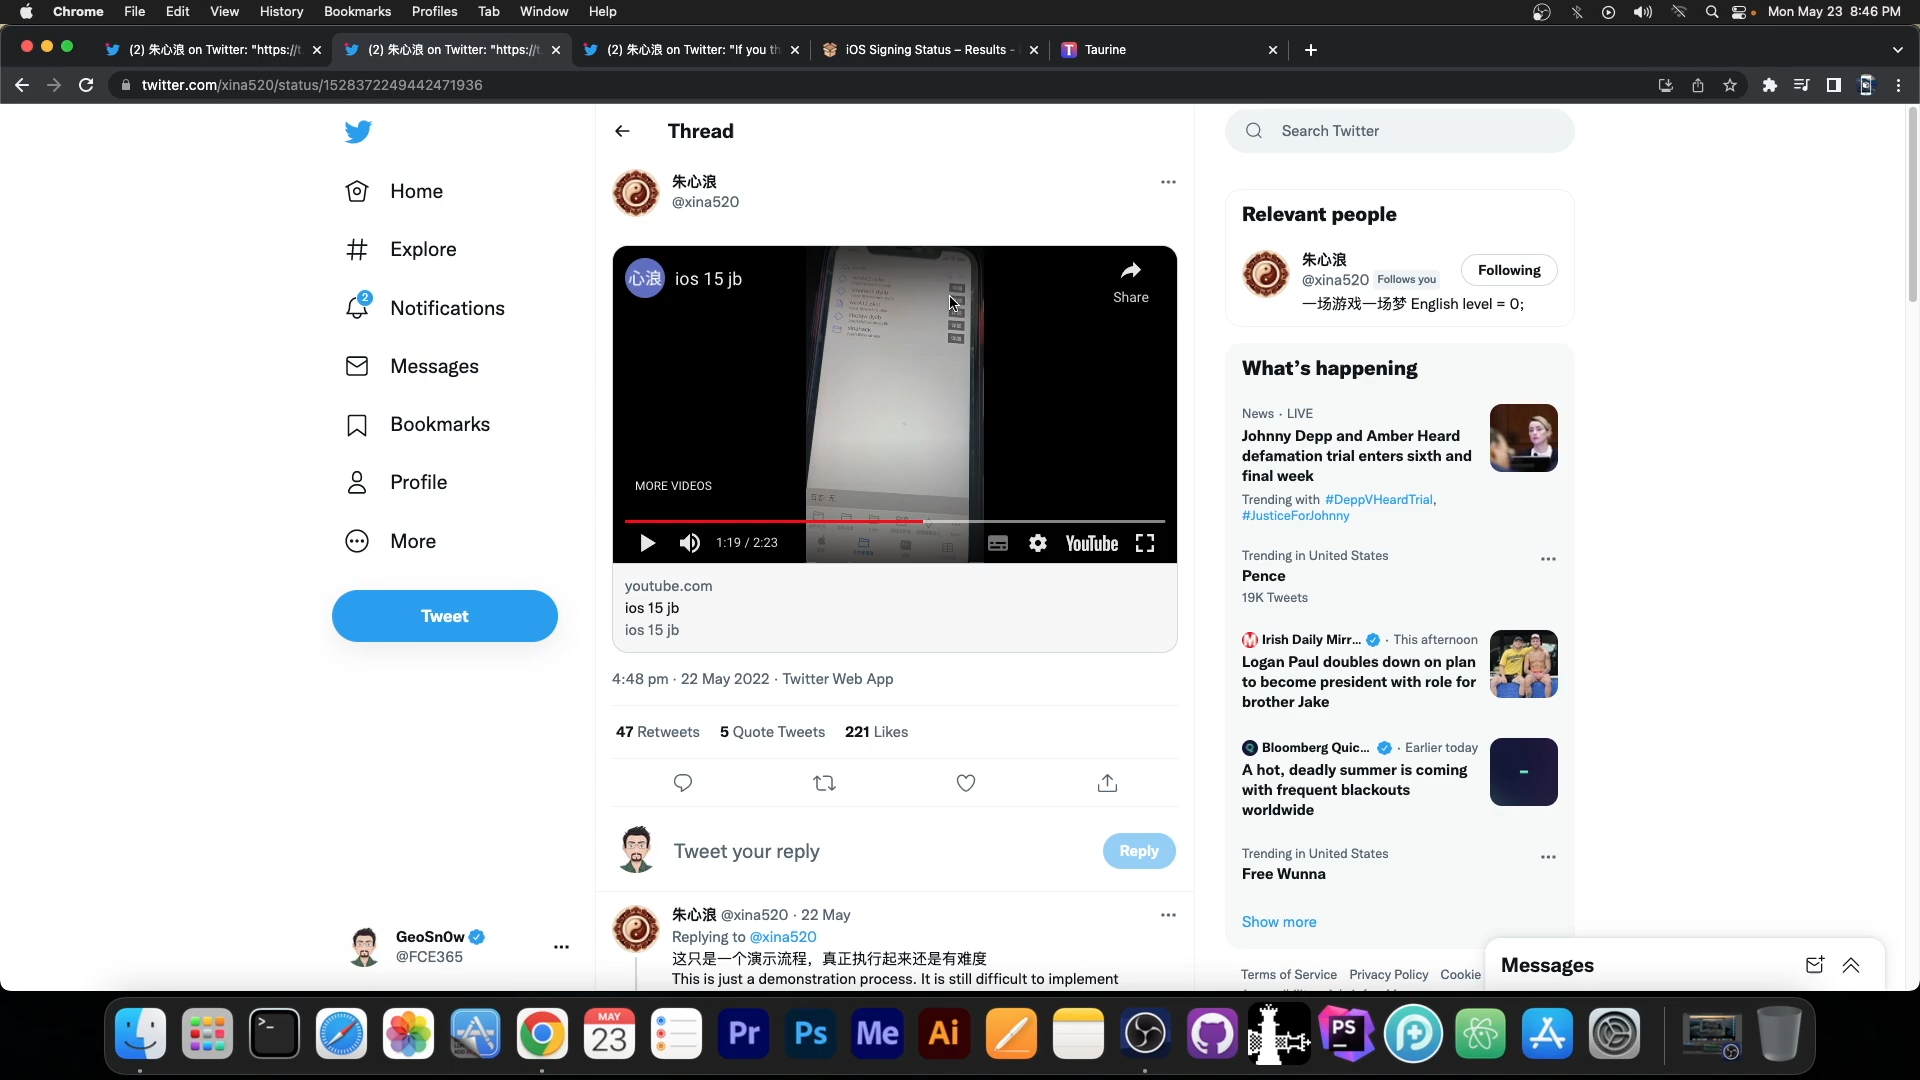 Chrome File Edit View History Bookmarks Profiles Tab Window Help
Mon May 23 8:46 PM
(2) 朱心浪 on Twitter: "https://t.
(2) 朱心浪 on Twitter: "https://t.
(2) 朱心浪 on Twitter: "If you th
iOS Signing Status – Results -
Taurine
twitter.com/xina520/status/1528372249442471936
Home
Explore
2
Notifications
Messages
Bookmarks
Profile
More
Tweet
GeoSn0w
@FCE365
Thread
朱心浪
@xina520
心浪
ios 15 jb
Share
MORE VIDEOS
1:19 / 2:23
YouTube
youtube.com
ios 15 jb
ios 15 jb
4:48 pm · 22 May 2022 · Twitter Web App
47 Retweets 5 Quote Tweets 221 Likes
Tweet your reply
Reply
朱心浪 @xina520 · 22 May
Replying to @xina520
这只是一个演示流程，真正执行起来还是有难度
This is just a demonstration process. It is still difficult to implement
Search Twitter
Relevant people
朱心浪
@xina520 Follows you
Following
一场游戏一场梦 English level = 0;
What's happening
News · LIVE
Johnny Depp and Amber Heard
defamation trial enters sixth and
final week
Trending with #DeppVHeardTrial,
#JusticeForJohnny
Trending in United States
Pence
19K Tweets
Irish Daily Mirr... · This afternoon
Logan Paul doubles down on plan
to become president with role for
brother Jake
Bloomberg Quic... · Earlier today
A hot, deadly summer is coming
with frequent blackouts
worldwide
Trending in United States
Free Wunna
Show more
Terms of Service Privacy Policy Cookie
Messages
MAY
23
Pr
Ps
Me
Ai
PS